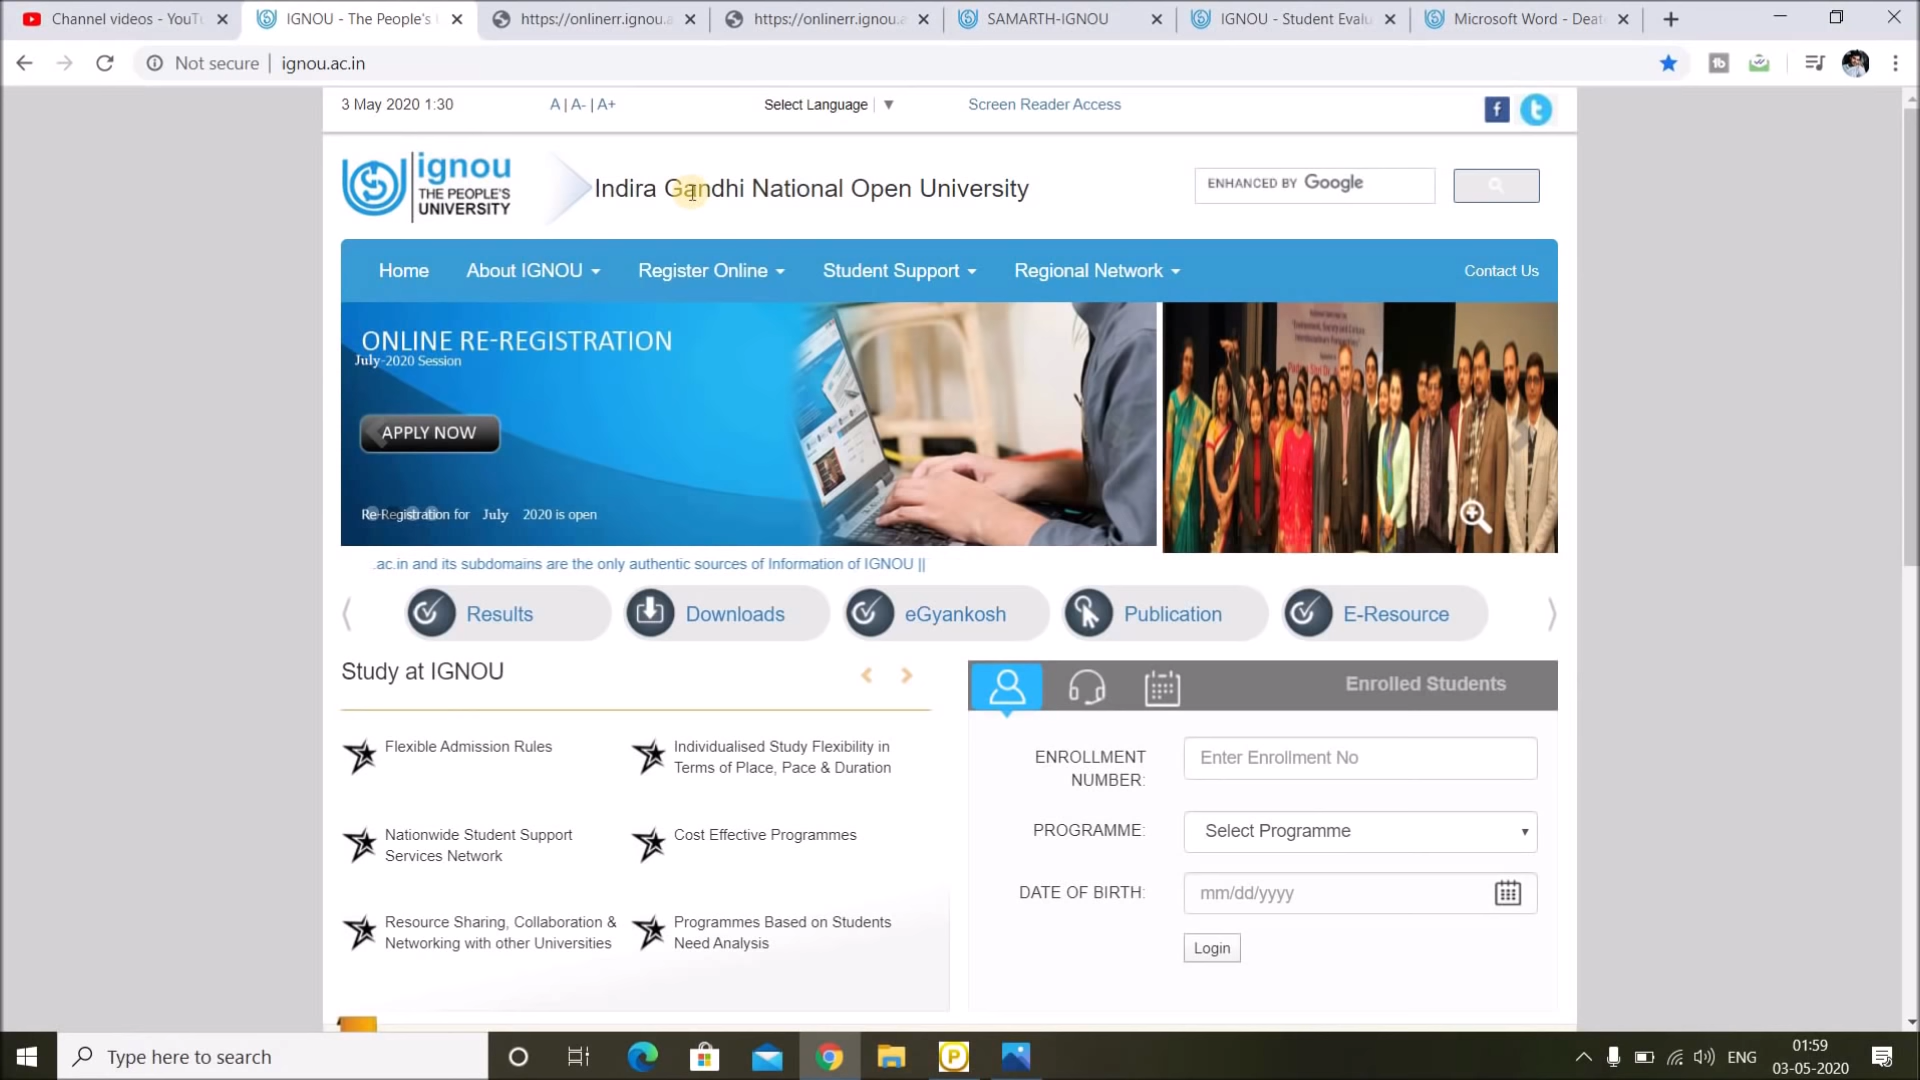 Channel videos - YouTu
IGNOU - The People's U
https://onlinerr.ignou.a
https://onlinerr.ignou.a
SAMARTH-IGNOU
IGNOU - Student Evalu
Microsoft Word - Deat
Not secure | ignou.ac.in
3 May 2020 1:30
A | A- | A+
Select Language
Screen Reader Access
ignou
THE PEOPLE'S
UNIVERSITY
Indira Gandhi National Open University
ENHANCED BY Google
Home
About IGNOU
Register Online
Student Support
Regional Network
Contact Us
ONLINE RE-REGISTRATION
July-2020 Session
APPLY NOW
Re-Registration for July 2020 is open
.ac.in and its subdomains are the only authentic sources of Information of IGNOU ||
Results
Downloads
eGyankosh
Publication
E-Resource
Study at IGNOU
Enrolled Students
Flexible Admission Rules
Individualised Study Flexibility in
Terms of Place, Pace & Duration
Nationwide Student Support
Services Network
Cost Effective Programmes
Resource Sharing, Collaboration &
Networking with other Universities
Programmes Based on Students
Need Analysis
ENROLLMENT
NUMBER:
Enter Enrollment No
PROGRAMME:
Select Programme
DATE OF BIRTH:
mm/dd/yyyy
Login
Type here to search
ENG
01:59
03-05-2020